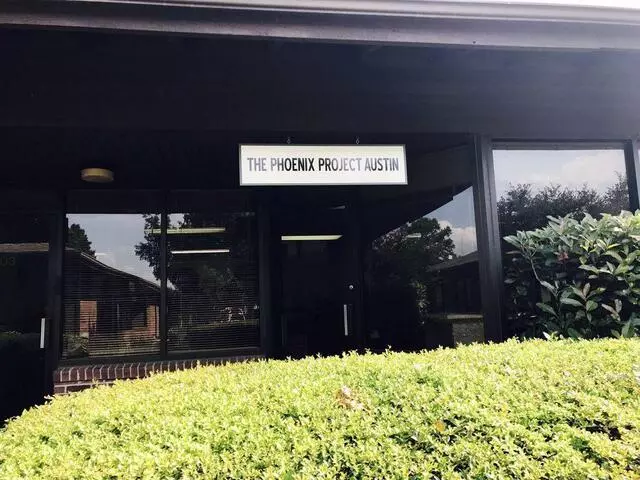 THE PHOENIX PROJECT AUSTIN